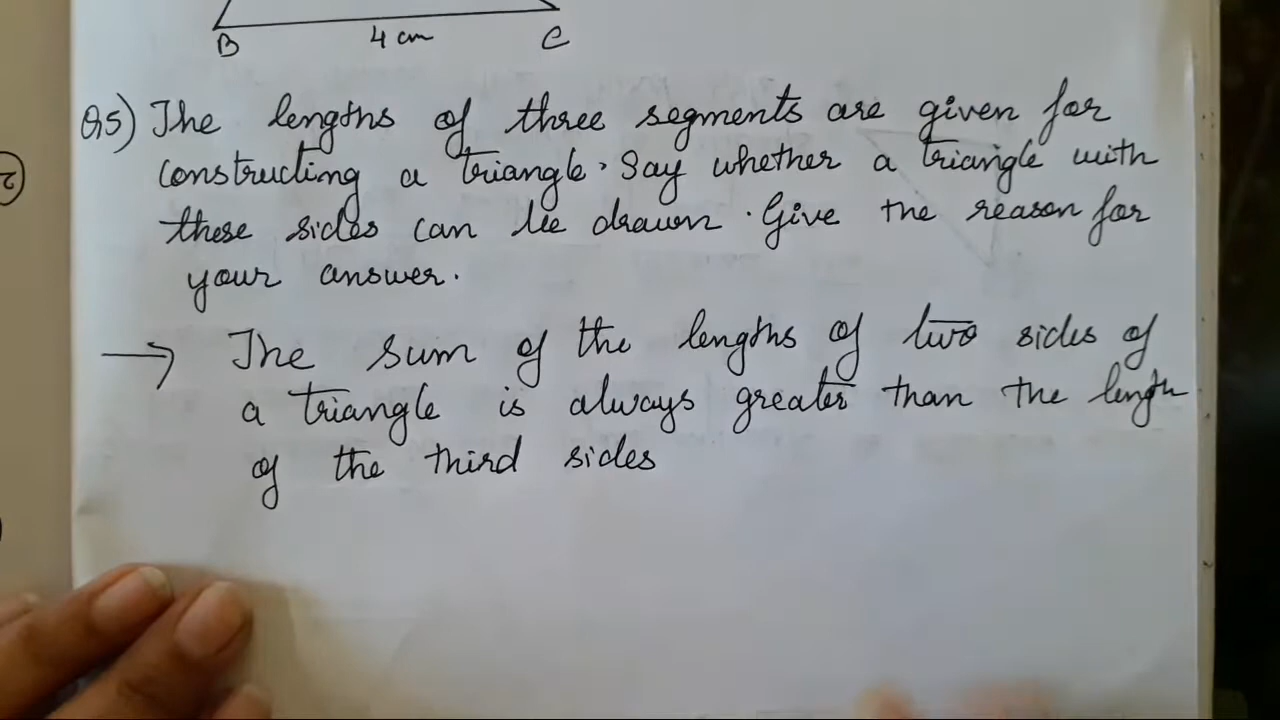 B 4 cm C
Q5) The lengths of three segments are given for
constructing a triangle. Say whether a triangle with
these sides can be drawn. Give the reason for
your answer.
→ The sum of the lengths of two sides of
a triangle is always greater than the length
of the third sides
2